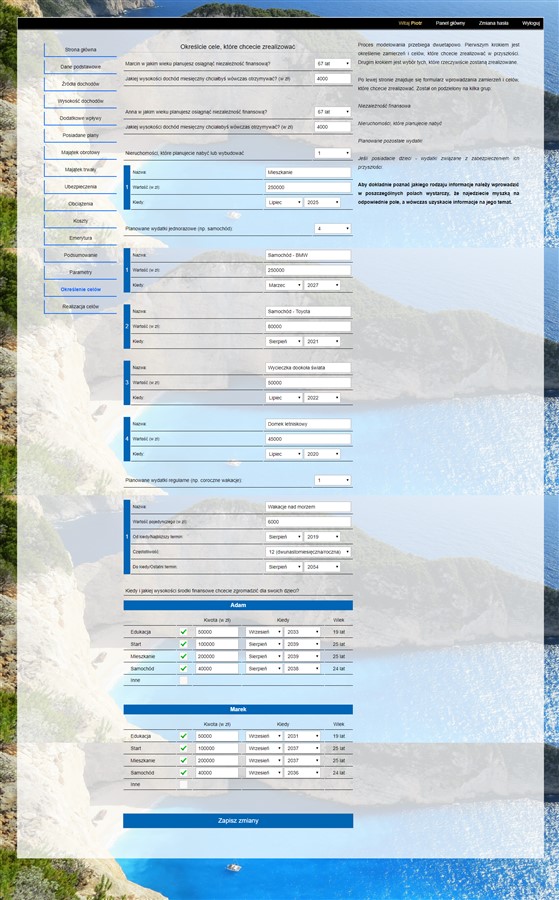 Witaj Piotr Panel główny Zmiana hasła Wyloguj
Strona główna
Dane podstawowe
Źródła dochodów
Wysokość dochodów
Dodatkowe wpływy
Posiadane plany
Majątek obrotowy
Majątek trwały
Ubezpieczenia
Obciążenia
Koszty
Emerytura
Podsumowanie
Parametry
Określenie celów
Realizacja celów
Określcie cele, które chcecie zrealizować
Marcin w jakim wieku planujesz osiągnąć niezależność finansową? 67 lat
Jakiej wysokości dochód miesięczny chciałbyś wówczas otrzymywać? (w zł) 4000
Anna w jakim wieku planujesz osiągnąć niezależność finansową? 67 lat
Jakiej wysokości dochód miesięczny chciałabyś wówczas otrzymywać? (w zł) 4000
Nieruchomości, które planujecie nabyć lub wybudować: 1
1
Nazwa: Mieszkanie
Wartość (w zł): 250000
Kiedy: Lipiec 2025
Planowane wydatki jednorazowe (np. samochód): 4
1
Nazwa: Samochód - BMW
Wartość (w zł): 250000
Kiedy: Marzec 2027
2
Nazwa: Samochód - Toyota
Wartość (w zł): 80000
Kiedy: Sierpień 2021
3
Nazwa: Wycieczka dookoła świata
Wartość (w zł): 50000
Kiedy: Lipiec 2022
4
Nazwa: Domek letniskowy
Wartość (w zł): 40000
Kiedy: Lipiec 2020
Planowane wydatki regularne (np. coroczne wakacje): 1
1
Nazwa: Wakacje nad morzem
Wartość pojedynczego (w zł): 6000
Od kiedy/Najbliższy termin: Sierpień 2019
Częstotliwość: 12 (dwunastomiesięczna/roczna)
Do kiedy/Ostatni termin: Sierpień 2034
Kiedy i jakiej wysokości środki finansowe chcecie zgromadzić dla swoich dzieci?
Adam
Kwota (w zł) Kiedy Wiek
Edukacja 50000 Wrzesień 2033 19 lat
Start 100000 Sierpień 2039 25 lat
Mieszkanie 200000 Sierpień 2039 25 lat
Samochód 40000 Sierpień 2038 24 lat
Inne
Marek
Kwota (w zł) Kiedy Wiek
Edukacja 50000 Wrzesień 2031 19 lat
Start 100000 Wrzesień 2037 25 lat
Mieszkanie 200000 Wrzesień 2037 25 lat
Samochód 40000 Wrzesień 2036 24 lat
Inne
Zapisz zmiany
Proces modelowania przebiega dwuetapowo. Pierwszym krokiem jest
określenie zamierzeń i celów, które chcecie zrealizować w przyszłości.
Drugim krokiem jest wybór tych, które rzeczywiście zostaną zrealizowane.
Po lewej stronie znajduje się formularz wprowadzania zamierzeń i celów,
które chcecie zrealizować. Został on podzielony na kilka grup:
Niezależność finansowa
Nieruchomości, które planujecie nabyć
Planowane pozostałe wydatki
Jeśli posiadacie dzieci - wydatki związane z zabezpieczeniem ich
przyszłości
Aby dokładnie poznać jakiego rodzaju informacje należy wprowadzić
w poszczególnych polach wystarczy, że najedziecie myszką na
odpowiednie pole, a wówczas uzyskacie informacje na jego temat.